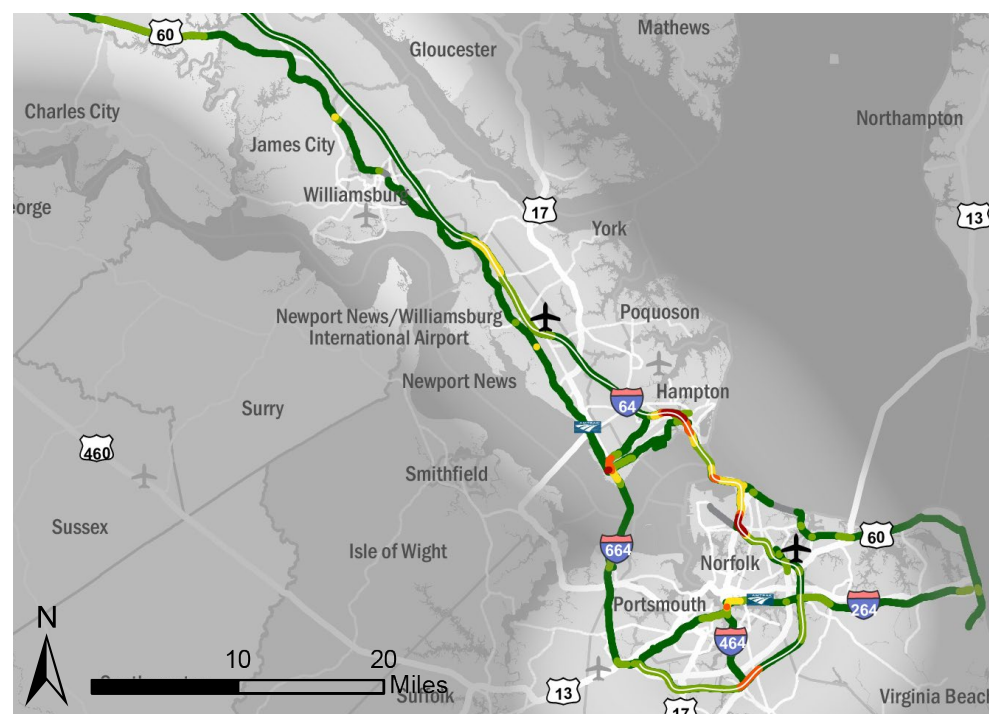 Mathews
60
Gloucester
Charles City
Northampton
James City
Williamsburg
eorge
17
13
York
Newport News/Williamsburg
International Airport
Poquoson
Newport News
Hampton
64
Surry
460
Smithfield
Sussex
Isle of Wight
664
60
Norfolk
Portsmouth
264
464
N
10
20
Miles
Suffolk
13
17
Virginia Beach